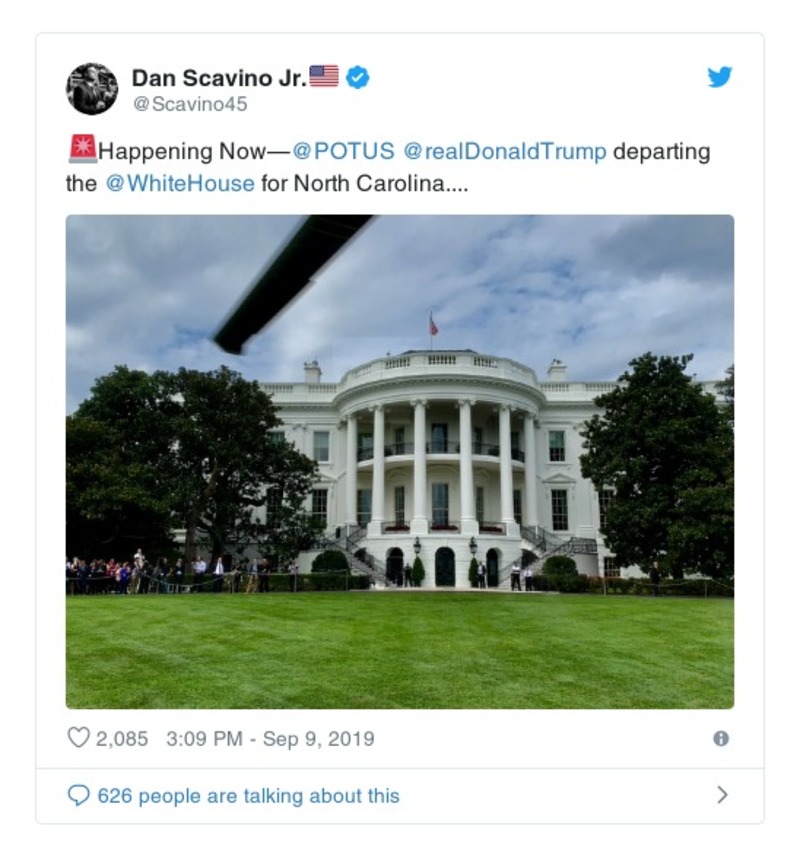 Dan Scavino Jr.🇺🇸
@Scavino45
🚨Happening Now—@POTUS @realDonaldTrump departing
the @WhiteHouse for North Carolina....
2,085 3:09 PM - Sep 9, 2019
626 people are talking about this